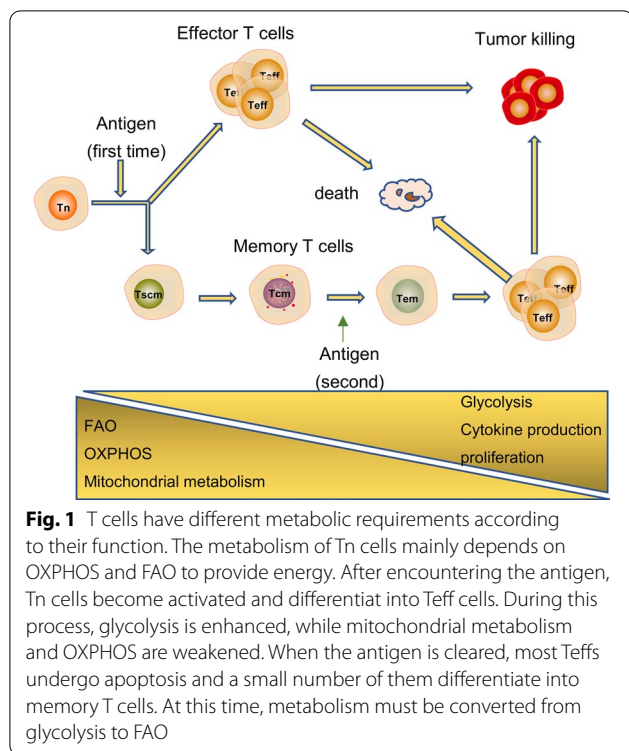 Effector T cells
Tumor killing
Teff
Teff
Teff
Antigen
(first time)
Tn
death
Memory T cells
Tscm
Tcm
Tem
Teff
Teff
Teff
Antigen
(second)
Glycolysis
Cytokine production
proliferation
FAO
OXPHOS
Mitochondrial metabolism
Fig. 1 T cells have different metabolic requirements according
to their function. The metabolism of Tn cells mainly depends on
OXPHOS and FAO to provide energy. After encountering the antigen,
Tn cells become activated and differentiat into Teff cells. During this
process, glycolysis is enhanced, while mitochondrial metabolism
and OXPHOS are weakened. When the antigen is cleared, most Teffs
undergo apoptosis and a small number of them differentiate into
memory T cells. At this time, metabolism must be converted from
glycolysis to FAO